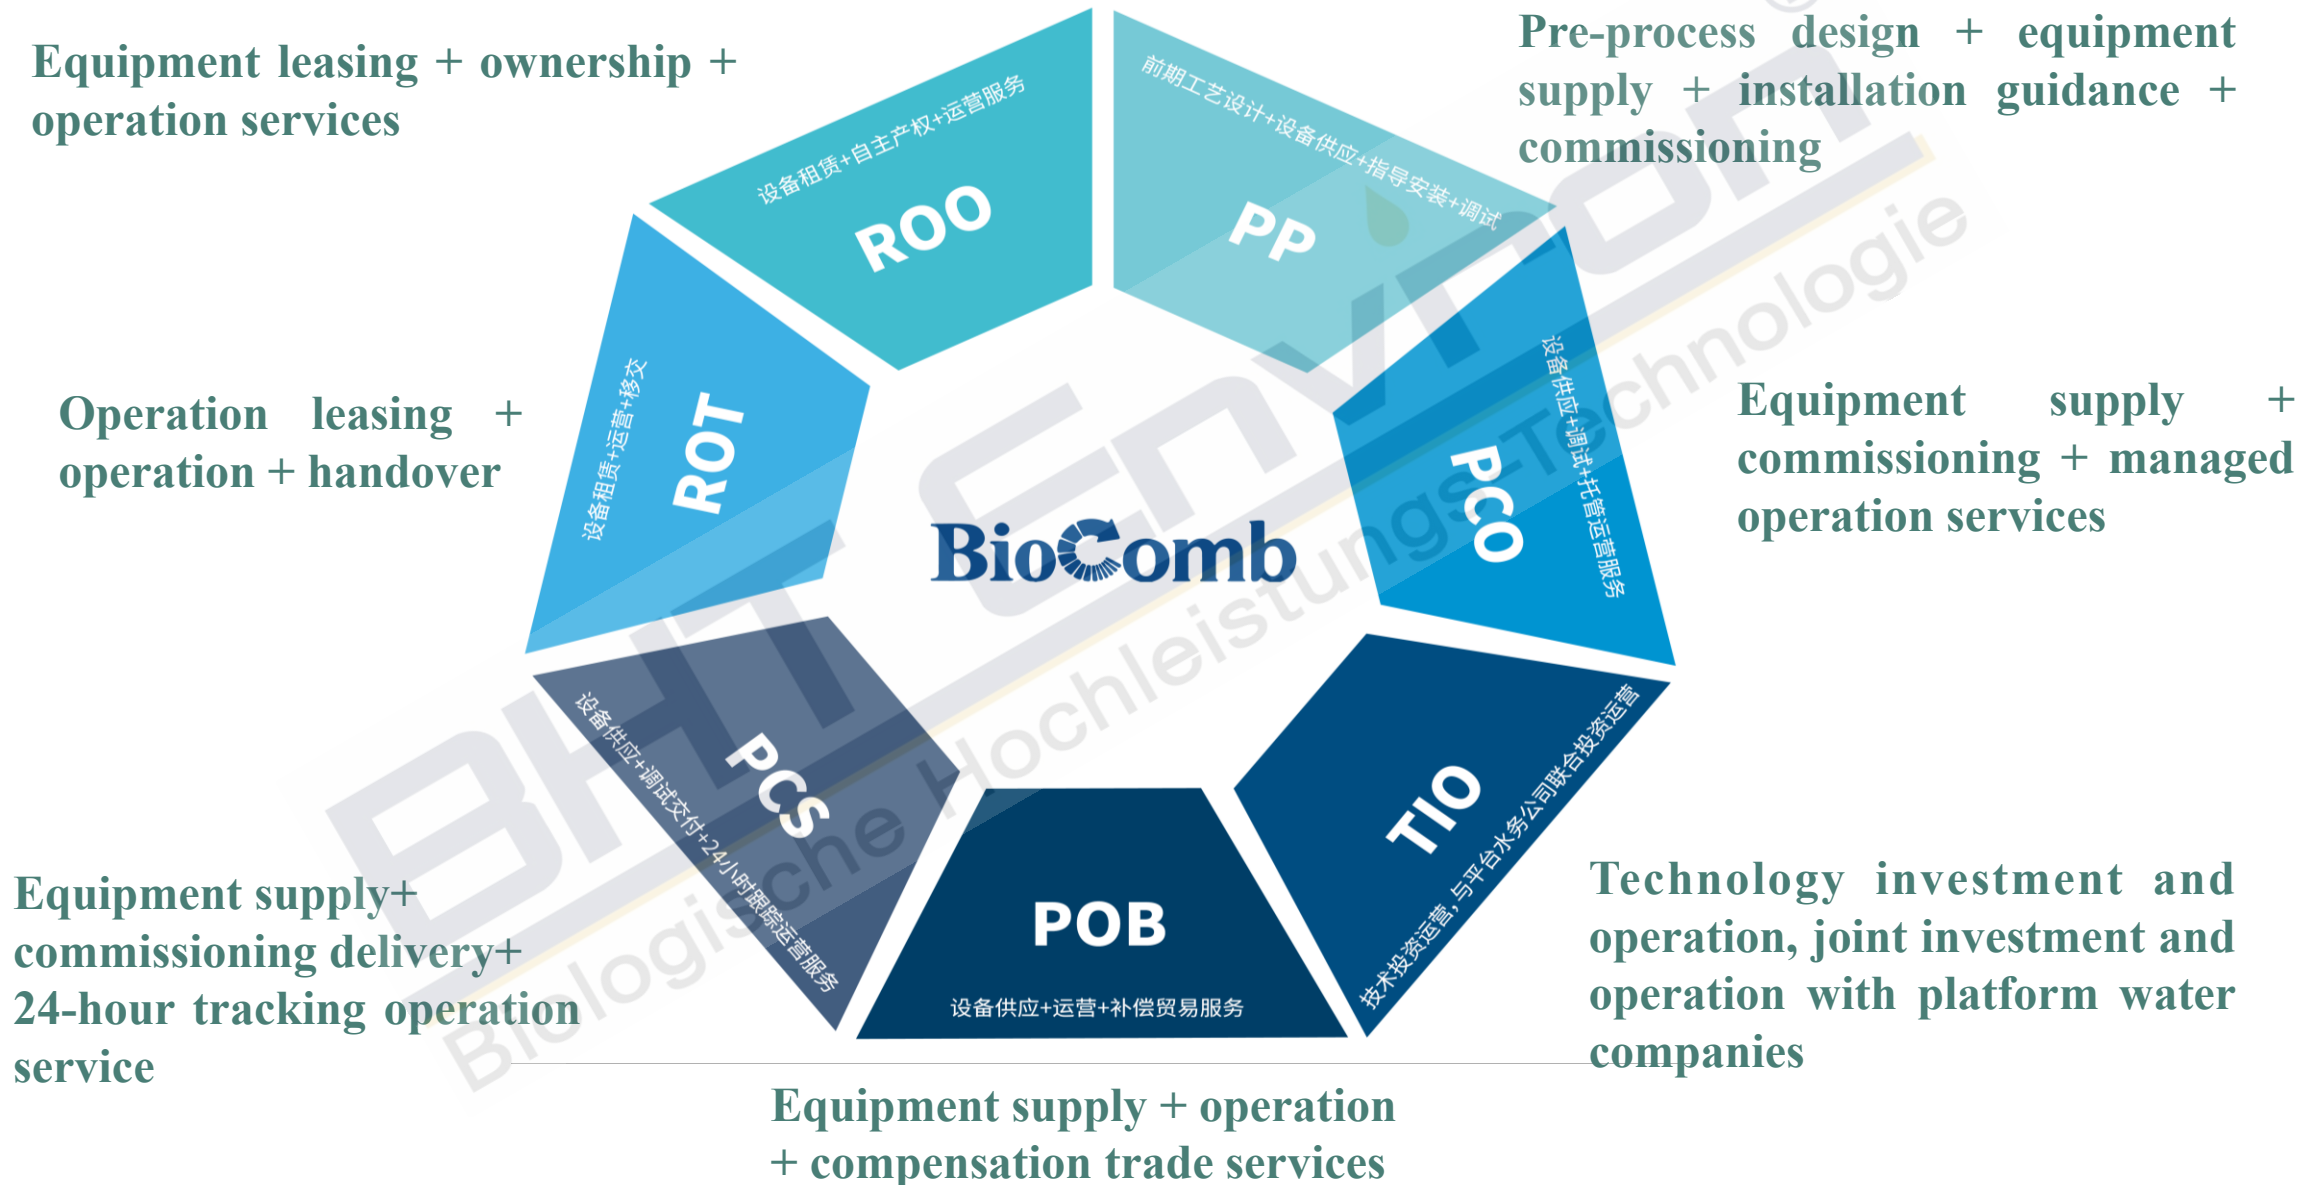 Equipment leasing + ownership +
operation services
Pre-process design + equipment
supply + installation guidance +
commissioning
设备租赁+自主产权+运营服务
ROO
前期工艺设计+设备供应+指导安装+调试
PP
Operation leasing +
operation + handover
设备租赁+运营+移交
ROT
设备供应+调试+托管运营服务
PCO
Equipment supply +
commissioning + managed
operation services
BioComb
设备供应+调试交付+24小时跟踪运营服务
PCS
技术投资运营,与平台水务公司联合投资运营
TIO
POB
设备供应+运营+补偿贸易服务
Equipment supply+
commissioning delivery+
24-hour tracking operation
service
Technology investment and
operation, joint investment and
operation with platform water
companies
Equipment supply + operation
+ compensation trade services
BHT Environ®
Biologische Hochleistungs-Technologie